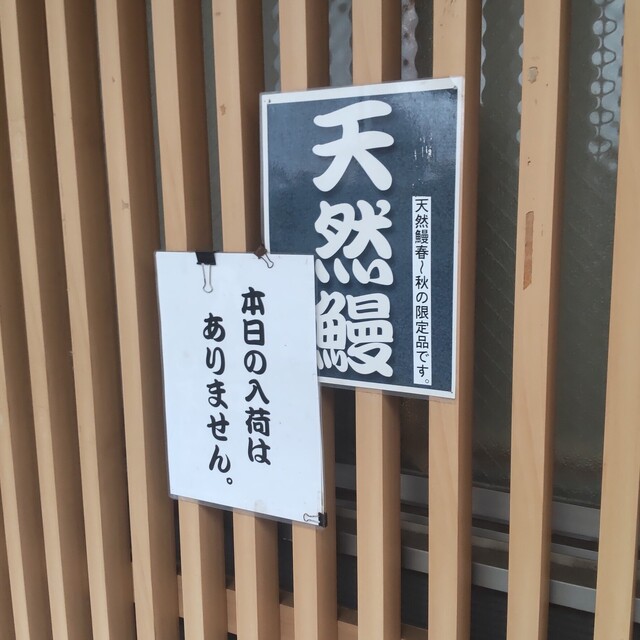 天然鰻
天然鰻春～秋の限定品です。
本日の入荷は
ありません。